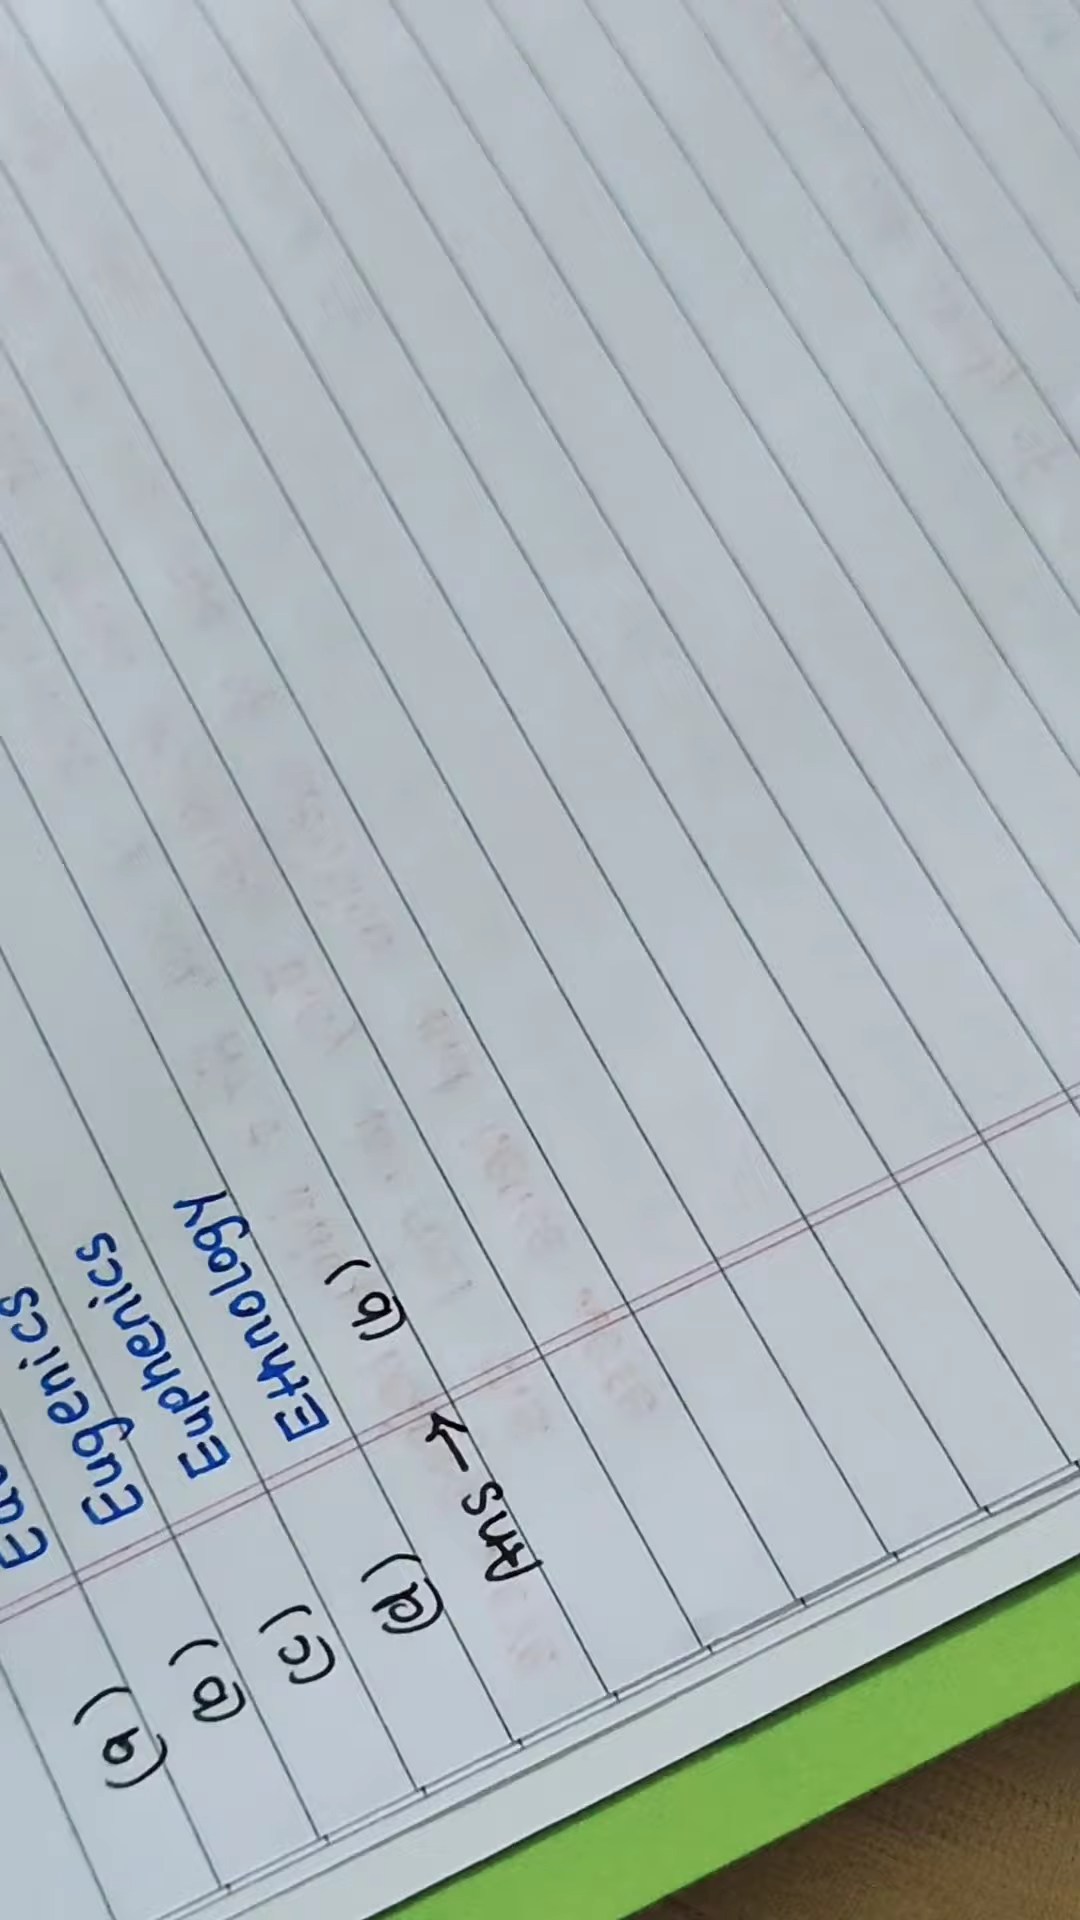 (a)
(b) Eugenics
(c) Euphenics
(d) Ethnology
Ans → (b)